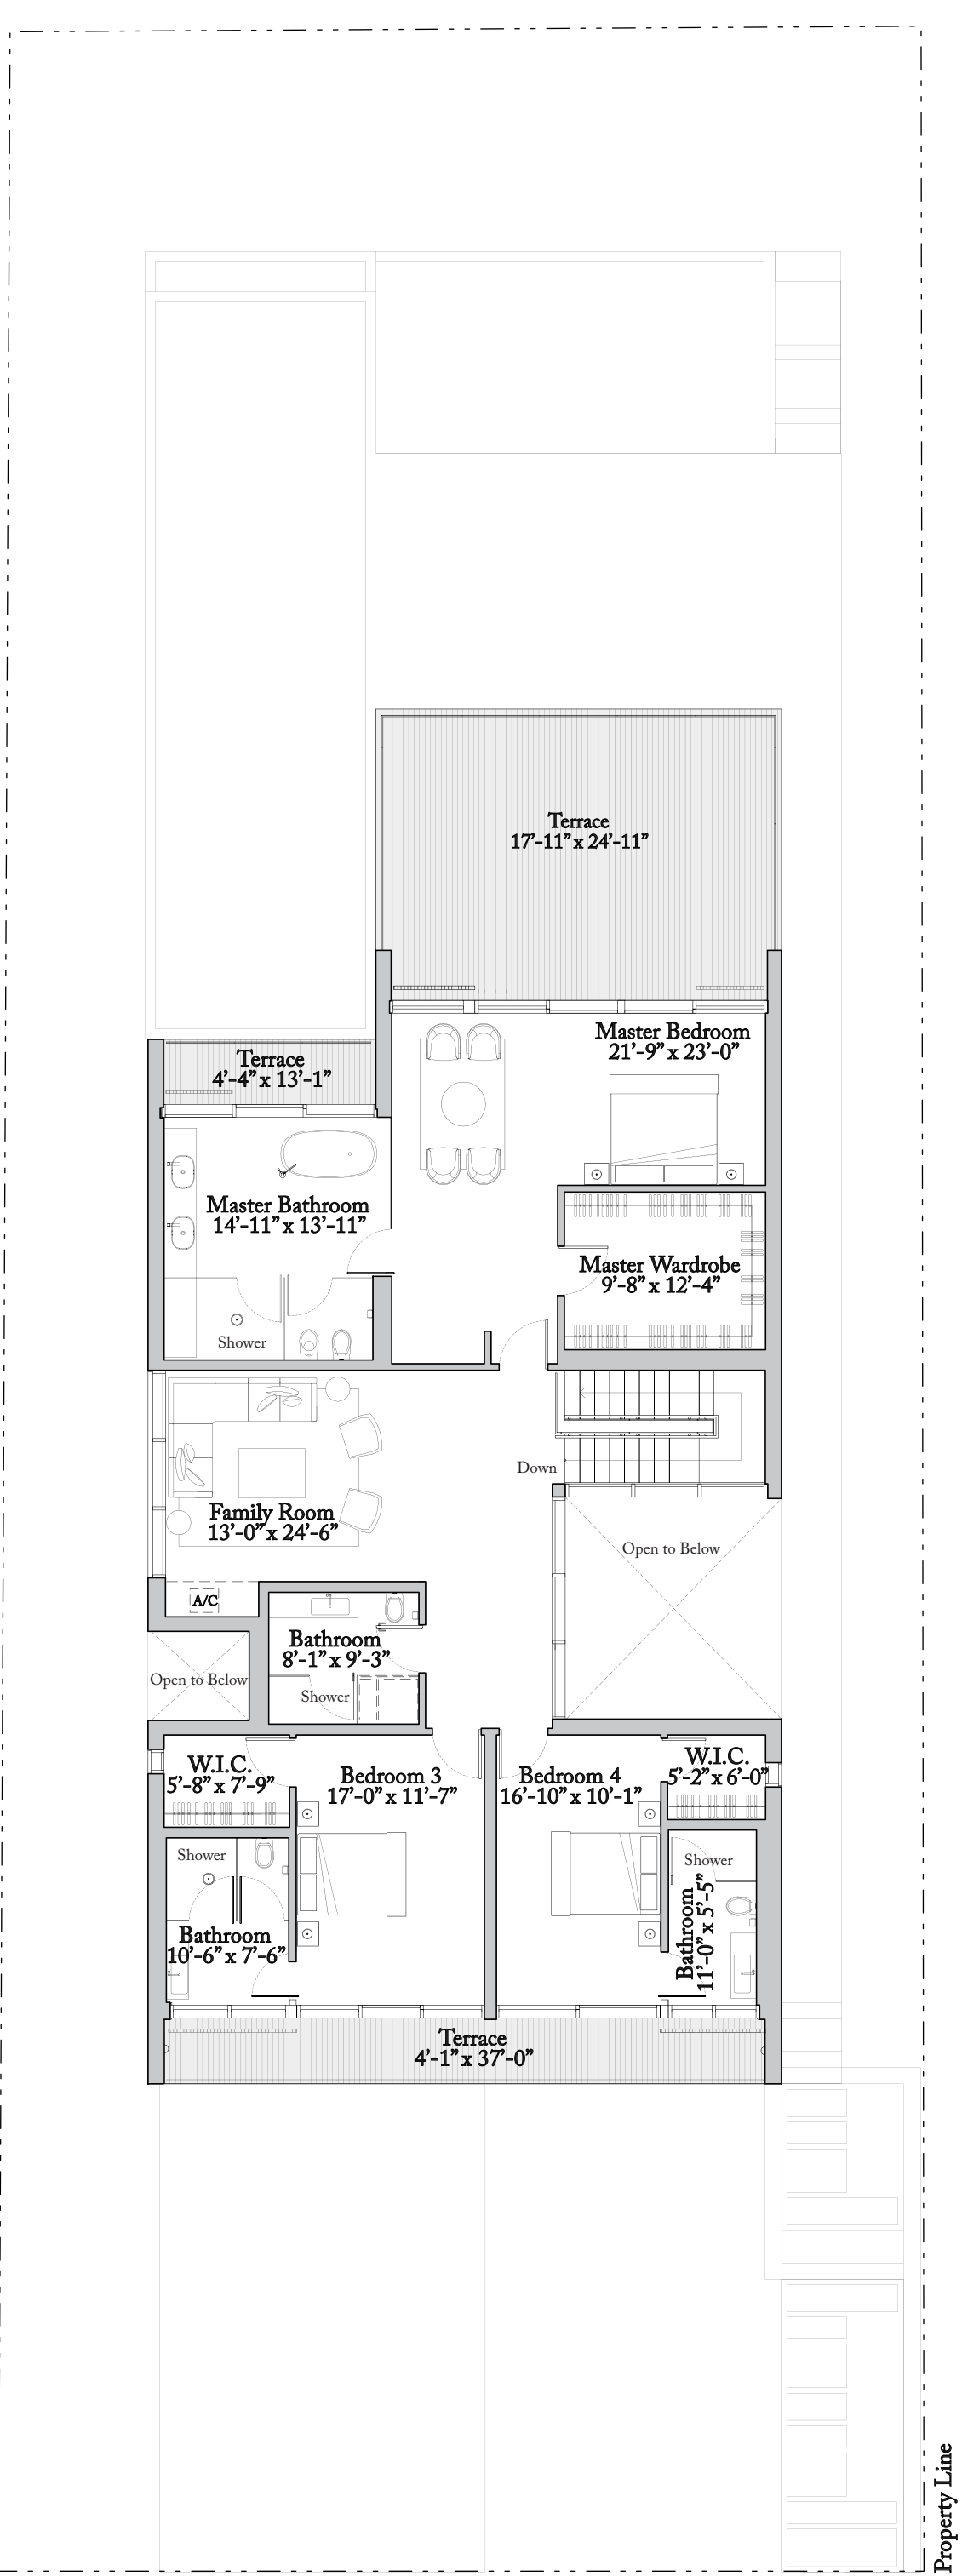 Terrace
17'-11" x 24'-11"
Master Bedroom
21'-9" x 23'-0"
Terrace
4'-4" x 13'-1"
Master Bathroom
14'-11" x 13'-11"
Master Wardrobe
9'-8" x 12'-4"
Shower
Down
Family Room
13'-0" x 24'-6"
Open to Below
A/C
Bathroom
8'-1" x 9'-3"
Open to Below
Shower
W.I.C.
5'-8" x 7'-9"
Bedroom 3
17'-0" x 11'-7"
Bedroom 4
16'-10" x 10'-1"
W.I.C.
5'-2" x 6'-0"
Shower
Shower
Bathroom
10'-6" x 7'-6"
Bathroom
11'-0" x 5'-5"
Terrace
4'-1" x 37'-0"
Property Line